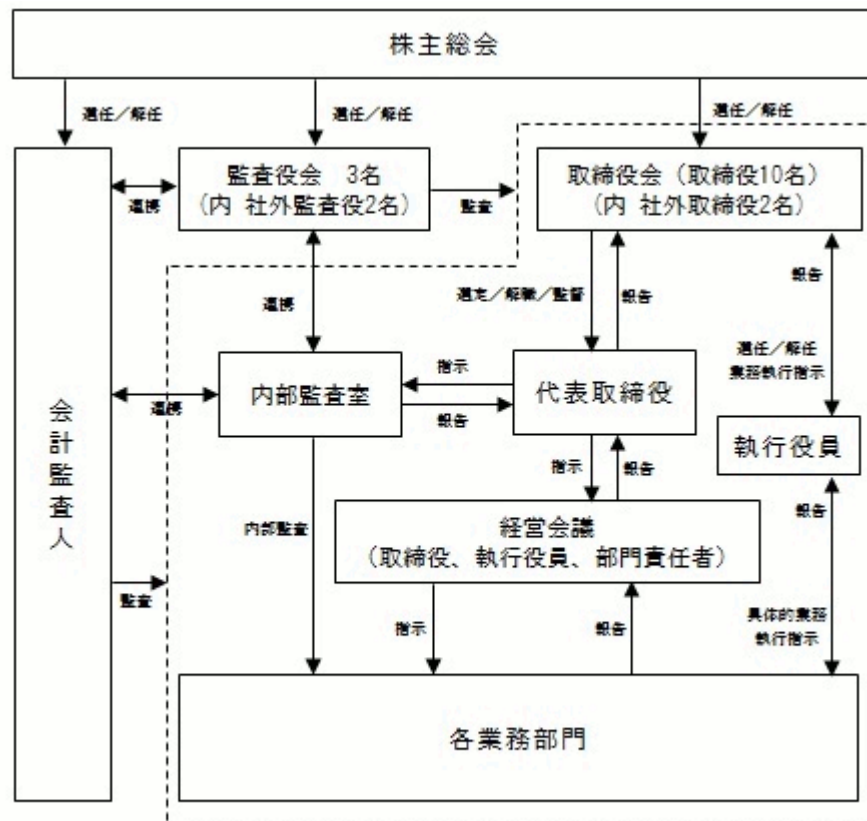 株主総会
選任／解任
選任／解任
選任／解任
監査役会　3名
（内 社外監査役2名）
取締役会（取締役10名）
（内 社外取締役2名）
連携
監査
報告
連携
選定／解職／監督
報告
選任／解任
業務執行指示
内部監査室
指示
報告
代表取締役
連携
会計監査人
執行役員
指示
報告
内部監査
経営会議
（取締役、執行役員、部門責任者）
報告
監査
指示
報告
具体的業務
執行指示
各業務部門